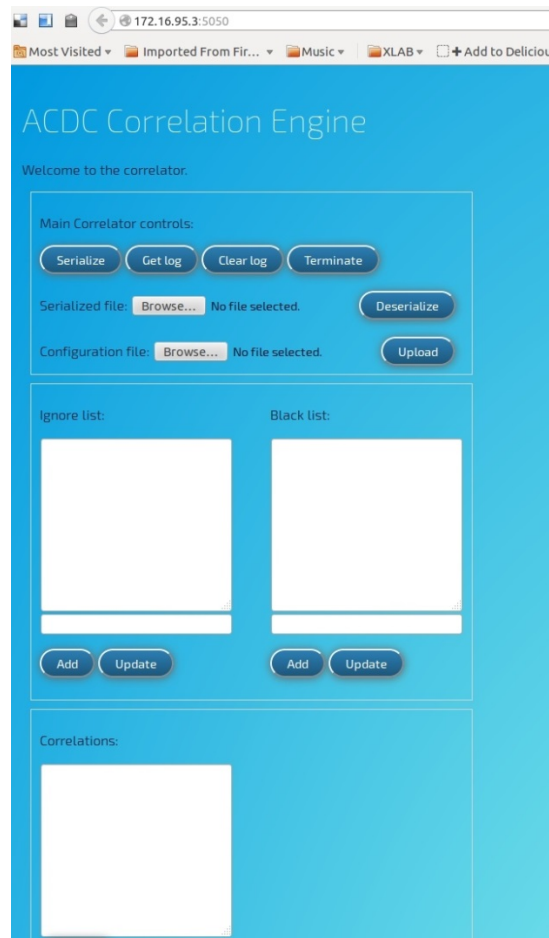 172.16.95.3:5050
Most Visited Imported From Fir... Music XLAB Add to Deliciou
ACDC Correlation Engine
Welcome to the correlator.
Main Correlator controls:
Serialize Get log Clear log Terminate
Serialized file: Browse... No file selected. Deserialize
Configuration file: Browse... No file selected. Upload
Ignore list: Black list:
Add Update Add Update
Correlations: